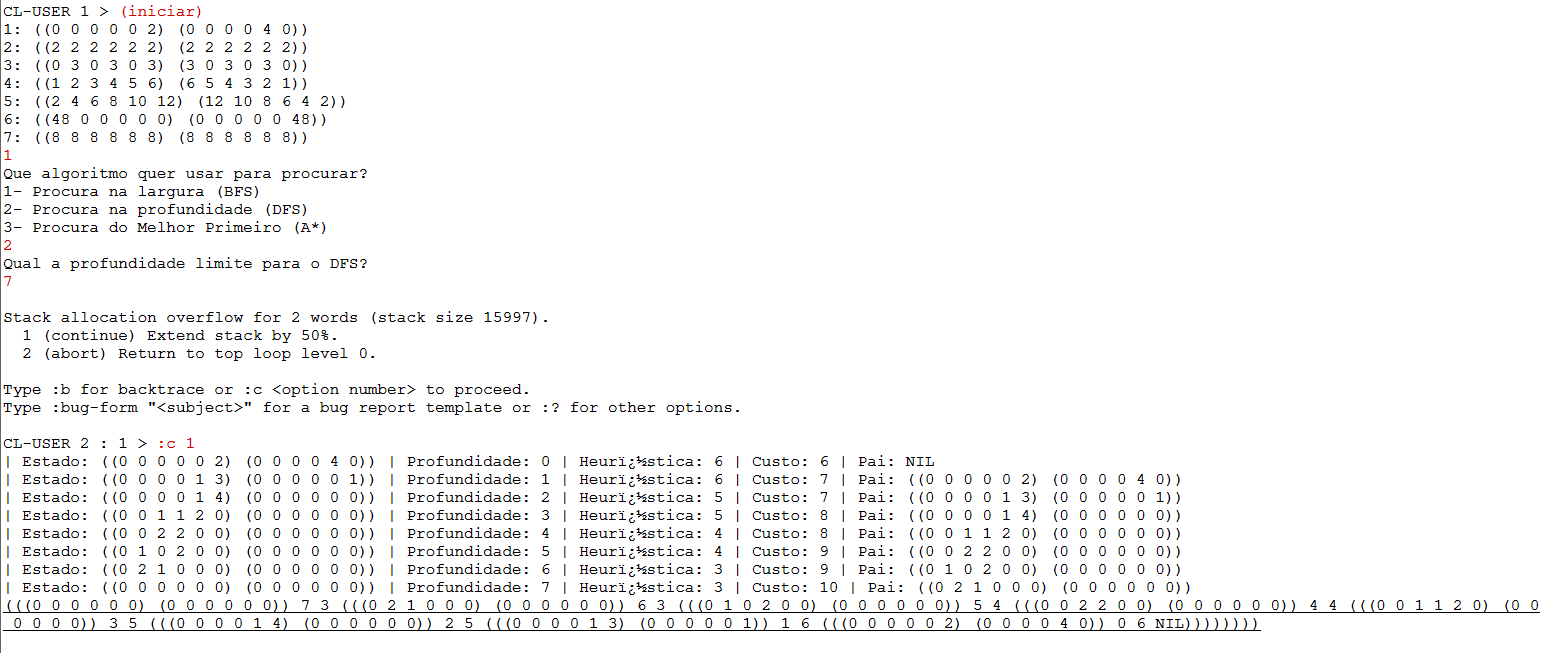 CL-USER 1 > (iniciar)
1: ((0 0 0 0 0 2) (0 0 0 0 4 0))
2: ((2 2 2 2 2 2) (2 2 2 2 2 2))
3: ((0 3 0 3 0 3) (3 0 3 0 3 0))
4: ((1 2 3 4 5 6) (6 5 4 3 2 1))
5: ((2 4 6 8 10 12) (12 10 8 6 4 2))
6: ((48 0 0 0 0 0) (0 0 0 0 0 48))
7: ((8 8 8 8 8 8) (8 8 8 8 8 8))
1
Que algoritmo quer usar para procurar?
1- Procura na largura (BFS)
2- Procura na profundidade (DFS)
3- Procura do Melhor Primeiro (A*)
2
Qual a profundidade limite para o DFS?
7
Stack allocation overflow for 2 words (stack size 15997).
1 (continue) Extend stack by 50%.
2 (abort) Return to top loop level 0.
Type :b for backtrace or :c <option number> to proceed.
Type :bug-form "<subject>" for a bug report template or :? for other options.
CL-USER 2 : 1 > :c 1
| Estado: ((0 0 0 0 0 2) (0 0 0 0 4 0)) | Profundidade: 0 | Heurï¿½stica: 6 | Custo: 6 | Pai: NIL
| Estado: ((0 0 0 0 1 3) (0 0 0 0 0 1)) | Profundidade: 1 | Heurï¿½stica: 6 | Custo: 7 | Pai: ((0 0 0 0 0 2) (0 0 0 0 4 0))
| Estado: ((0 0 0 0 1 4) (0 0 0 0 0 0)) | Profundidade: 2 | Heurï¿½stica: 5 | Custo: 7 | Pai: ((0 0 0 0 1 3) (0 0 0 0 0 1))
| Estado: ((0 0 1 1 2 0) (0 0 0 0 0 0)) | Profundidade: 3 | Heurï¿½stica: 5 | Custo: 8 | Pai: ((0 0 0 0 1 4) (0 0 0 0 0 0))
| Estado: ((0 0 2 2 0 0) (0 0 0 0 0 0)) | Profundidade: 4 | Heurï¿½stica: 4 | Custo: 8 | Pai: ((0 0 1 1 2 0) (0 0 0 0 0 0))
| Estado: ((0 1 0 2 0 0) (0 0 0 0 0 0)) | Profundidade: 5 | Heurï¿½stica: 4 | Custo: 9 | Pai: ((0 0 2 2 0 0) (0 0 0 0 0 0))
| Estado: ((0 2 1 0 0 0) (0 0 0 0 0 0)) | Profundidade: 6 | Heurï¿½stica: 3 | Custo: 9 | Pai: ((0 1 0 2 0 0) (0 0 0 0 0 0))
| Estado: ((0 0 0 0 0 0) (0 0 0 0 0 0)) | Profundidade: 7 | Heurï¿½stica: 3 | Custo: 10 | Pai: ((0 2 1 0 0 0) (0 0 0 0 0 0))
(((0 0 0 0 0 0) (0 0 0 0 0 0)) 7 3 (((0 2 1 0 0 0) (0 0 0 0 0 0)) 6 3 (((0 1 0 2 0 0) (0 0 0 0 0 0)) 5 4 (((0 0 2 2 0 0) (0 0 0 0 0 0)) 4 4 (((0 0 1 1 2 0) (0 0
0 0 0 0)) 3 5 (((0 0 0 0 1 4) (0 0 0 0 0 0)) 2 5 (((0 0 0 0 1 3) (0 0 0 0 0 1)) 1 6 (((0 0 0 0 0 2) (0 0 0 0 4 0)) 0 6 NIL))))))))